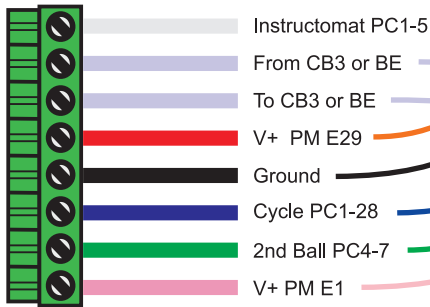 Instructomat PC1-5
From CB3 or BE
To CB3 or BE
V+ PM E29
Ground
Cycle PC1-28
2nd Ball PC4-7
V+ PM E1